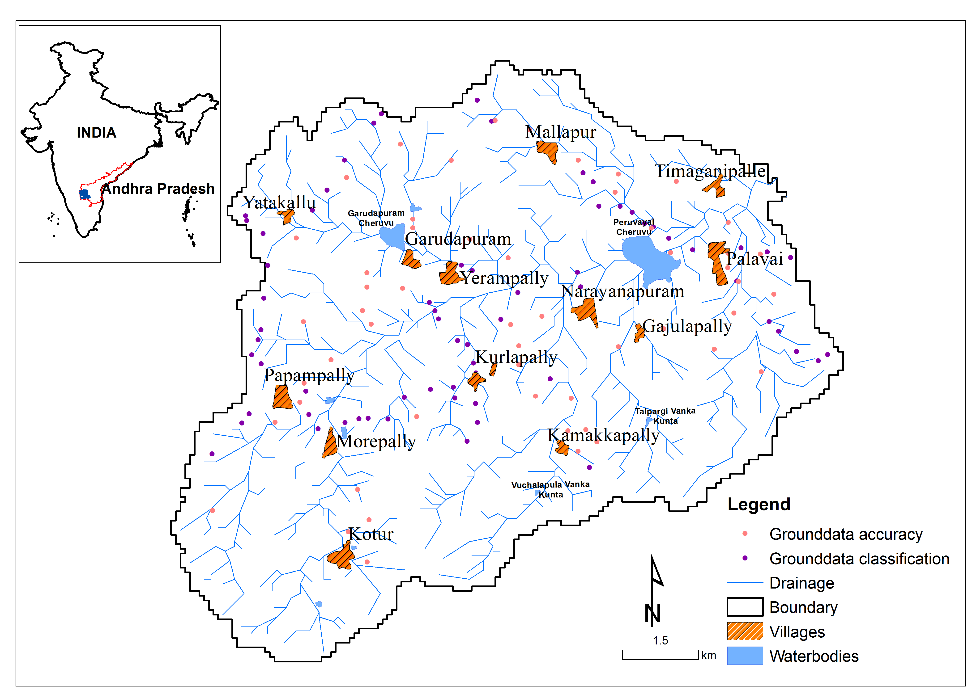 INDIA
Andhra Pradesh
Mallapur
Timaganipalle
Yatakallu
Garudapuram
Cheruvu
Peruvayal
Cheruvu
Garudapuram
Palavai
Yerampally
Narayanapuram
Gajulapally
Kurlapally
Papampally
Talpargi Vanka
Kunta
Morepally
Kamakkapally
Vuchalapula Vanka
Kunta
Kotur
Legend
Grounddata accuracy
Grounddata classification
Drainage
Boundary
Villages
Waterbodies
N
1.5
km